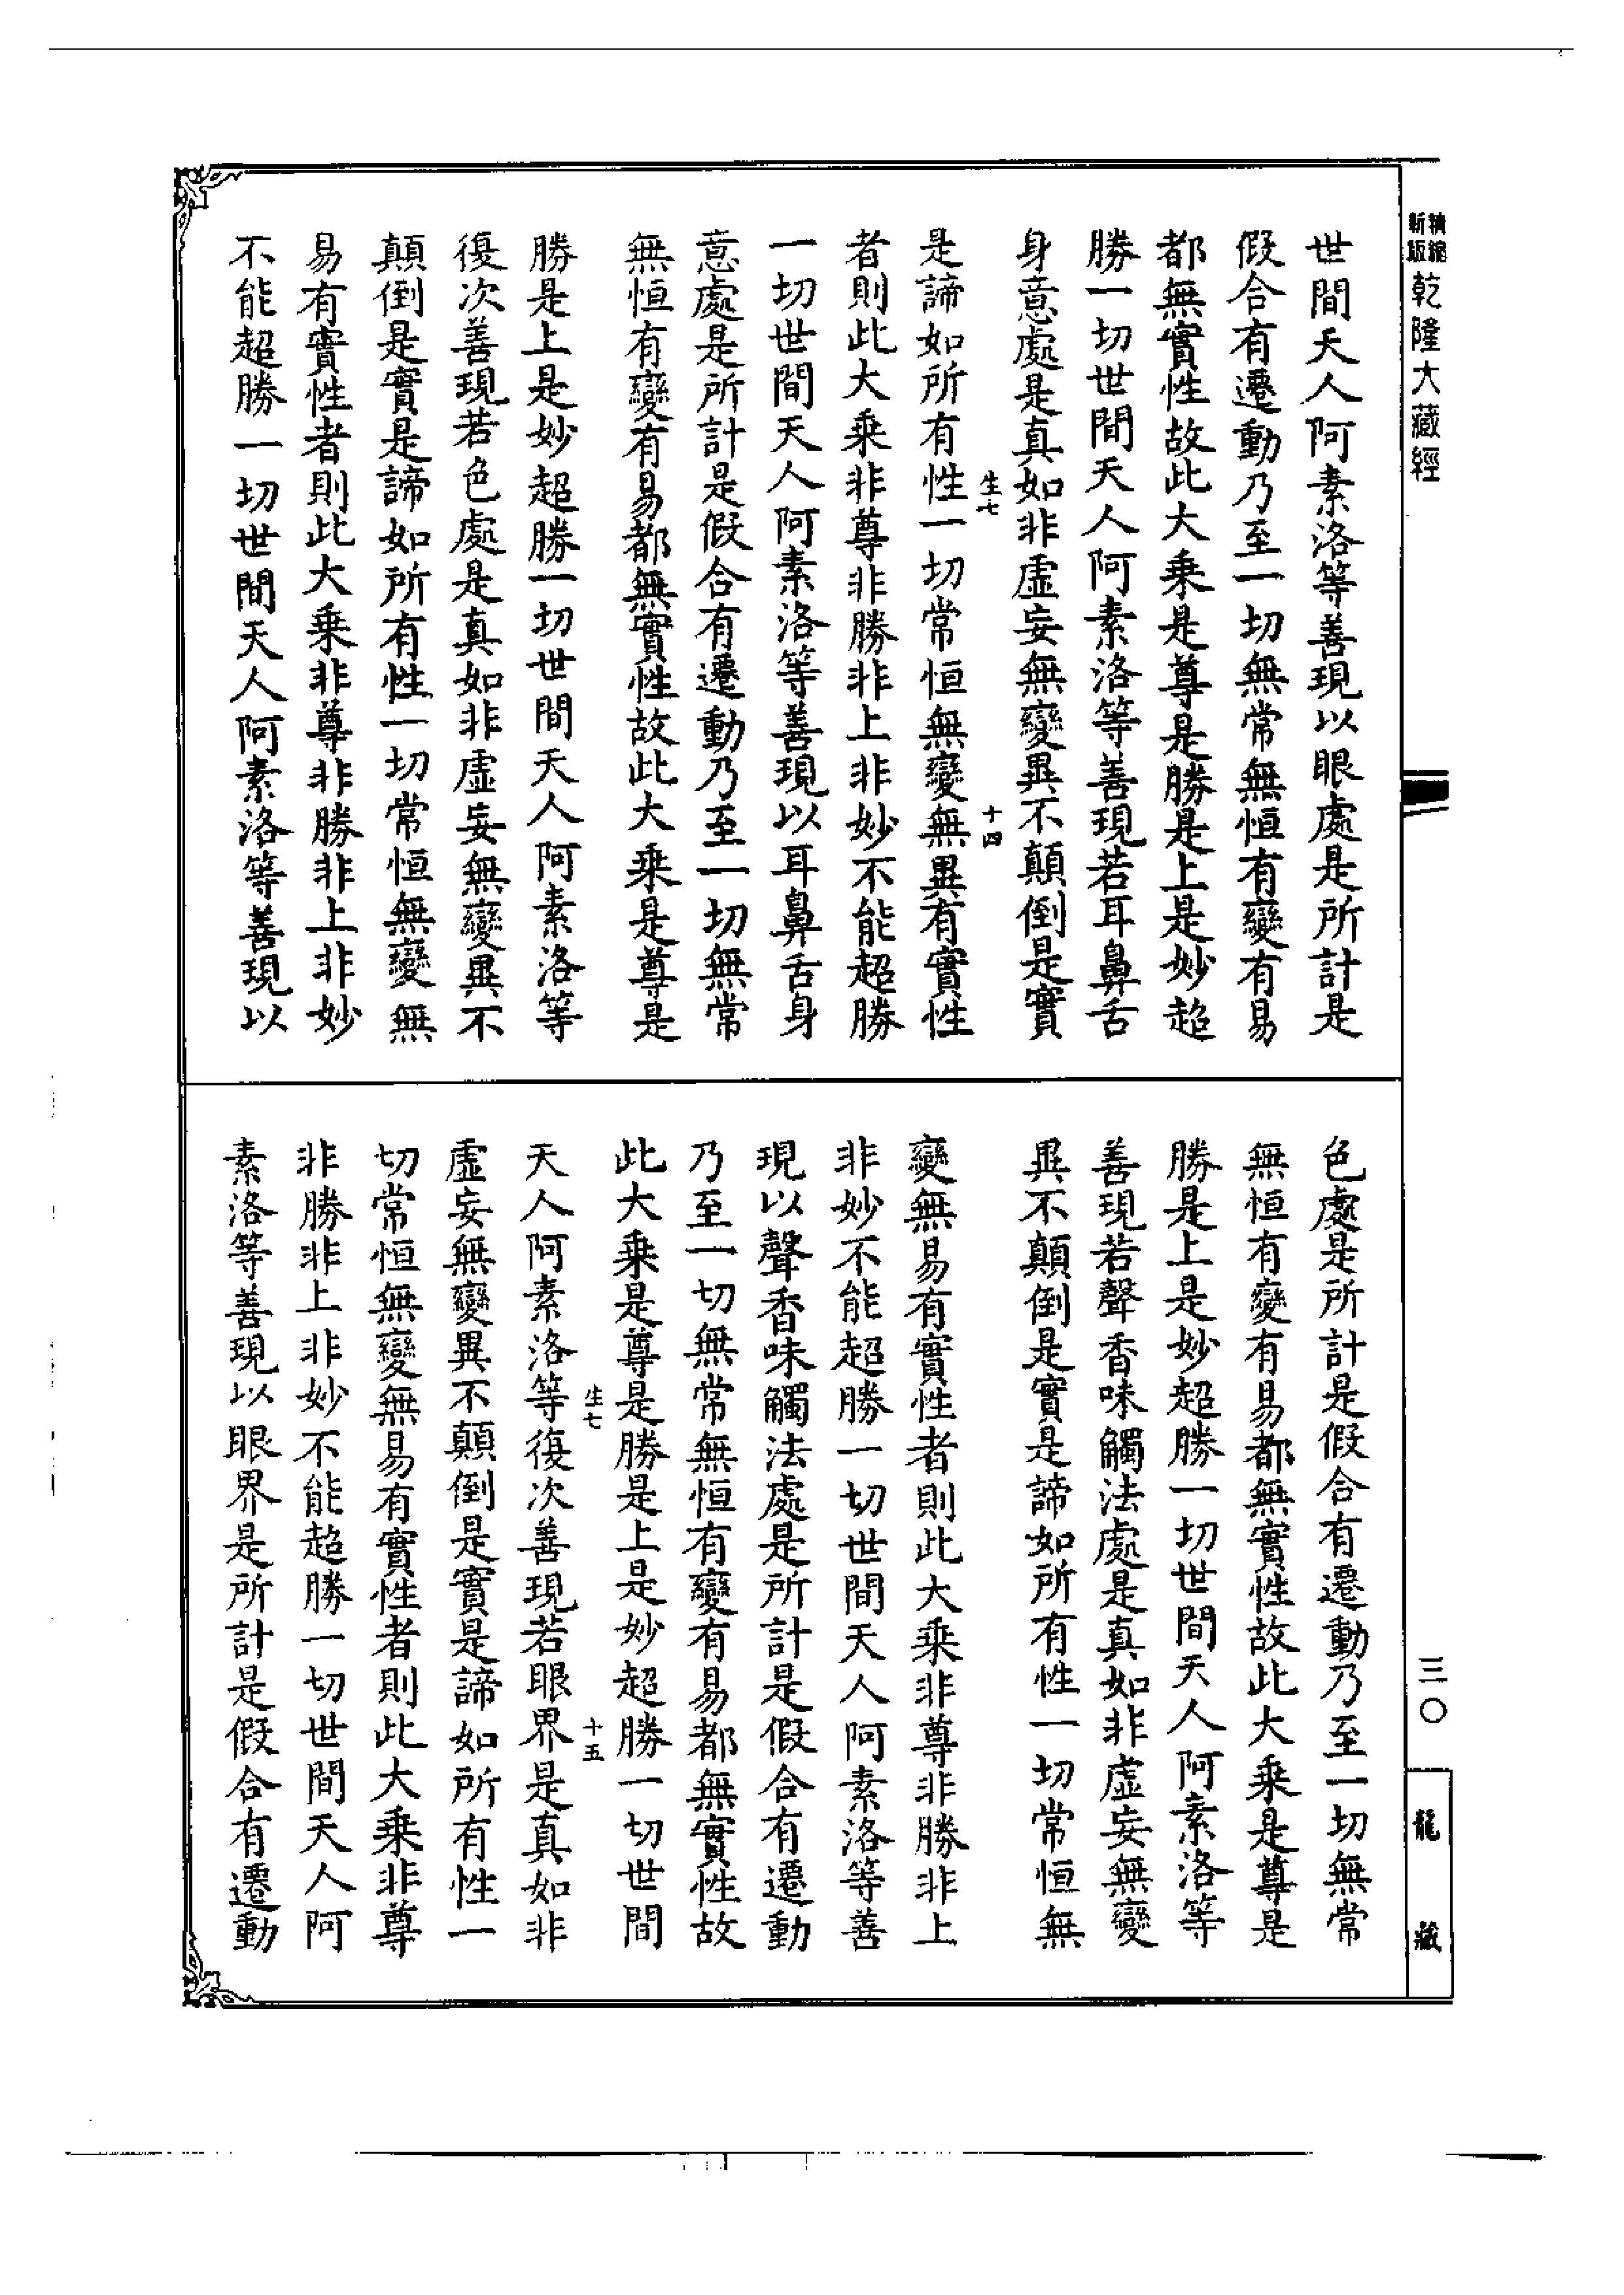 精縮新版乾隆大藏經
世間天人阿素洛等善現以眼處是所計是
假合有遷動乃至一切無常無恒有變有易
都無實性故此大乘是尊是勝是上是妙超
勝一切世間天人阿素洛等善現若耳鼻舌
身意處是真如非虛妄無變異不顛倒是實
生七 十四
是諦如所有性一切常恒無變無異有實性
者則此大乘非尊非勝非上非妙不能超勝
一切世間天人阿素洛等善現以耳鼻舌身
意處是所計是假合有遷動乃至一切無常
無恒有變有易都無實性故此大乘是尊是
勝是上是妙超勝一切世間天人阿素洛等
復次善現若色處是真如非虛妄無變異不
顛倒是實是諦如所有性一切常恒無變無
易有實性者則此大乘非尊非勝非上非妙
不能超勝一切世間天人阿素洛等善現以
色處是所計是假合有遷動乃至一切無常
無恒有變有易都無實性故此大乘是尊是
勝是上是妙超勝一切世間天人阿素洛等
善現若聲香味觸法處是真如非虛妄無變
異不顛倒是實是諦如所有性一切常恒無
變無易有實性者則此大乘非尊非勝非上
非妙不能超勝一切世間天人阿素洛等善
現以聲香味觸法處是所計是假合有遷動
乃至一切無常無恒有變有易都無實性故
此大乘是尊是勝是上是妙超勝一切世間
生七 十五
天人阿素洛等復次善現若眼界是真如非
虛妄無變異不顛倒是實是諦如所有性一
切常恒無變無易有實性者則此大乘非尊
非勝非上非妙不能超勝一切世間天人阿
素洛等善現以眼界是所計是假合有遷動
三〇
龍藏